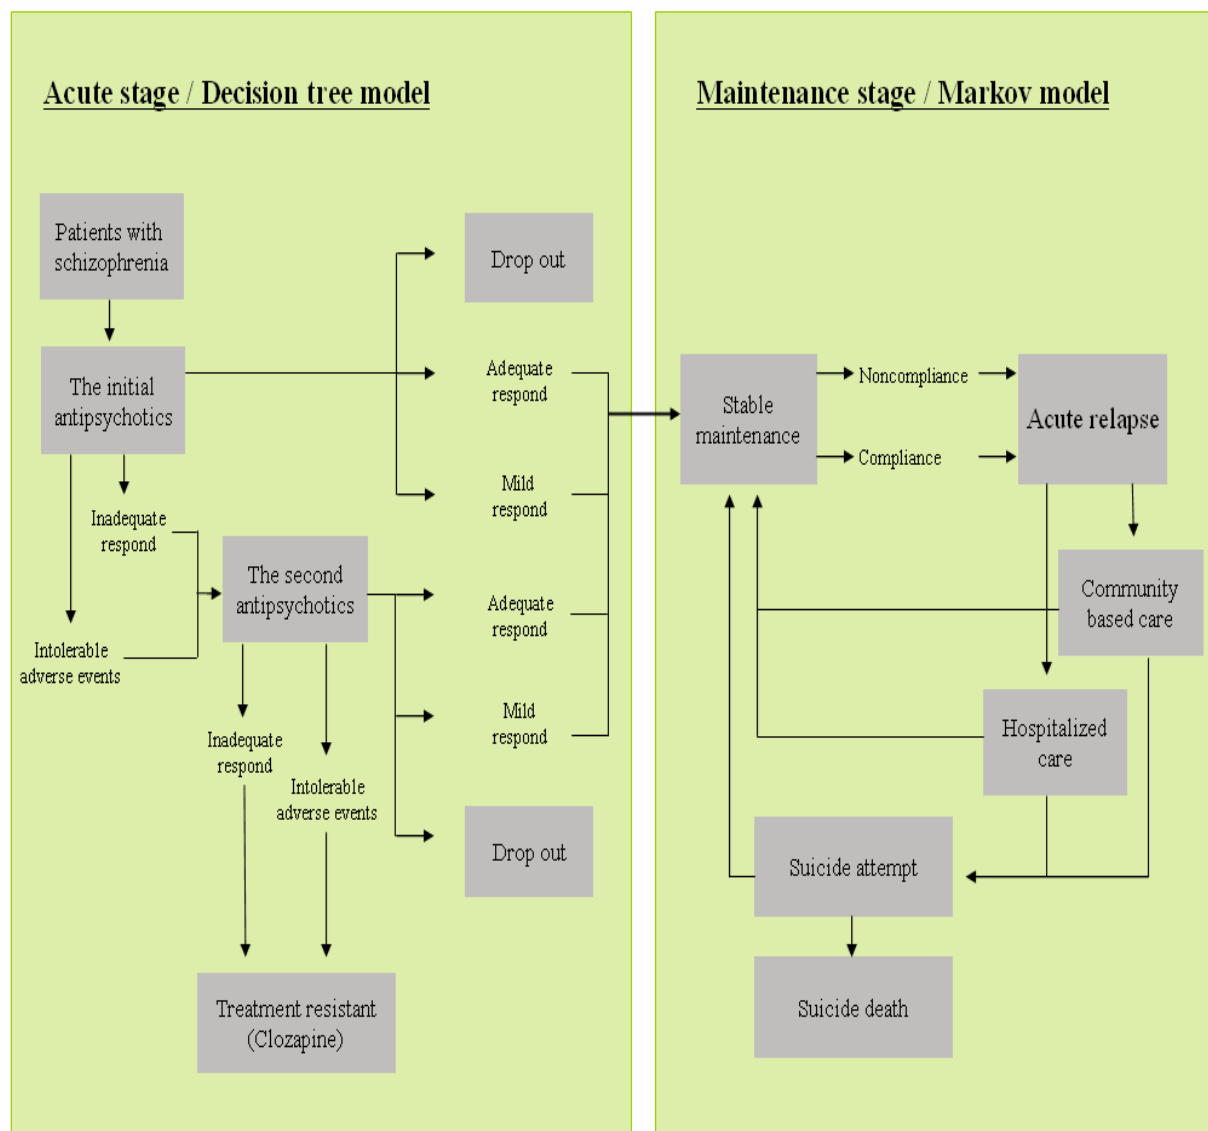 Acute stage / Decision tree model
Patients with
schizophrenia
The initial
antipsychotics
Inadequate
respond
Intolerable
adverse events
Drop out
Adequate
respond
Mild
respond
The second
antipsychotics
Adequate
respond
Mild
respond
Drop out
Inadequate
respond
Intolerable
adverse events
Treatment resistant
(Clozapine)
Maintenance stage / Markov model
Stable
maintenance
Noncompliance
Compliance
Acute relapse
Community
based care
Hospitalized
care
Suicide attempt
Suicide death